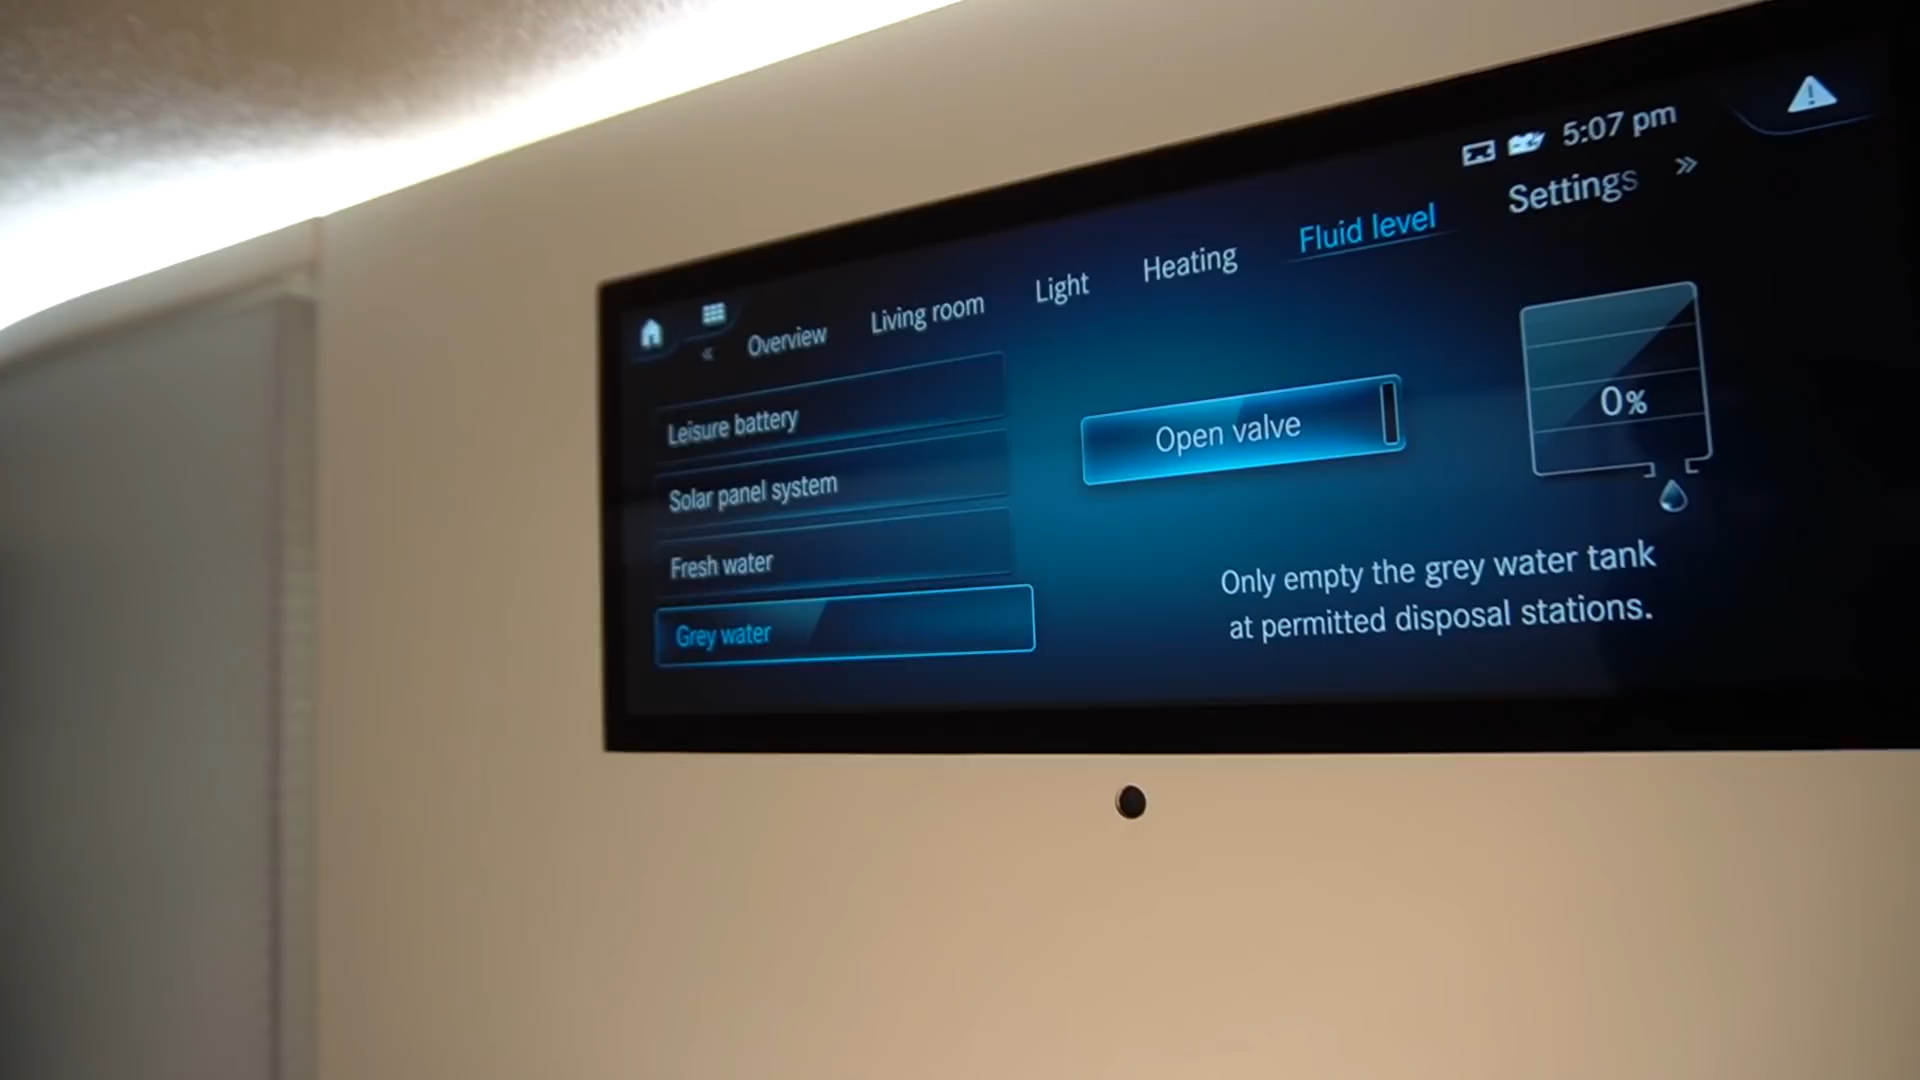 5:07 pm
Overview Living room Light Heating Fluid level Settings
Leisure battery
Solar panel system
Fresh water
Grey water
Open valve
0%
Only empty the grey water tank
at permitted disposal stations.